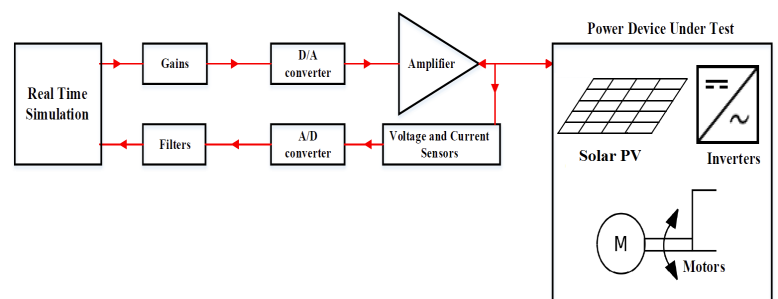 Power Device Under Test
Real Time
Simulation
Gains
D/A
converter
Amplifier
Filters
A/D
converter
Voltage and Current
Sensors
Solar PV
Inverters
M
Motors